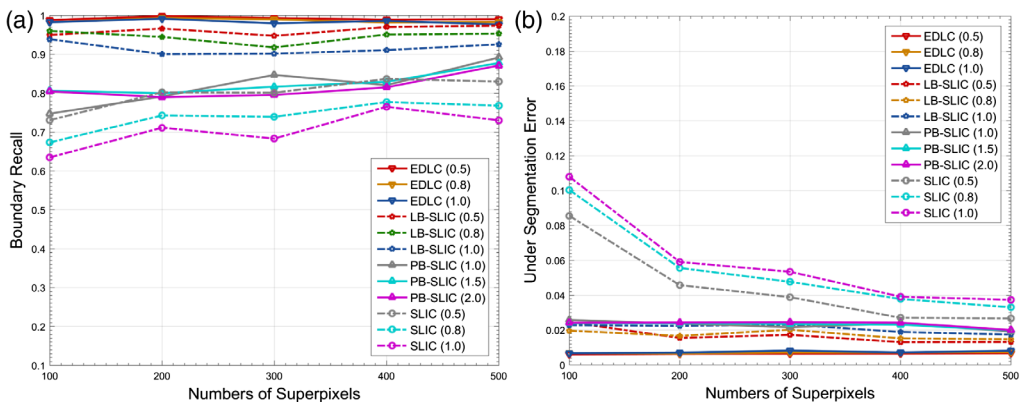 (a)
1
0.9
0.8
0.7
0.6
0.5
0.4
0.3
0.2
0.1
Boundary Recall
EDLC (0.5)
EDLC (0.8)
EDLC (1.0)
LB-SLIC (0.5)
LB-SLIC (0.8)
LB-SLIC (1.0)
PB-SLIC (1.0)
PB-SLIC (1.5)
PB-SLIC (2.0)
SLIC (0.5)
SLIC (0.8)
SLIC (1.0)
100 200 300 400 500
Numbers of Superpixels
(b)
0.2
0.18
0.16
0.14
0.12
0.1
0.08
0.06
0.04
0.02
0
Under Segmentation Error
EDLC (0.5)
EDLC (0.8)
EDLC (1.0)
LB-SLIC (0.5)
LB-SLIC (0.8)
LB-SLIC (1.0)
PB-SLIC (1.0)
PB-SLIC (1.5)
PB-SLIC (2.0)
SLIC (0.5)
SLIC (0.8)
SLIC (1.0)
100 200 300 400 500
Numbers of Superpixels